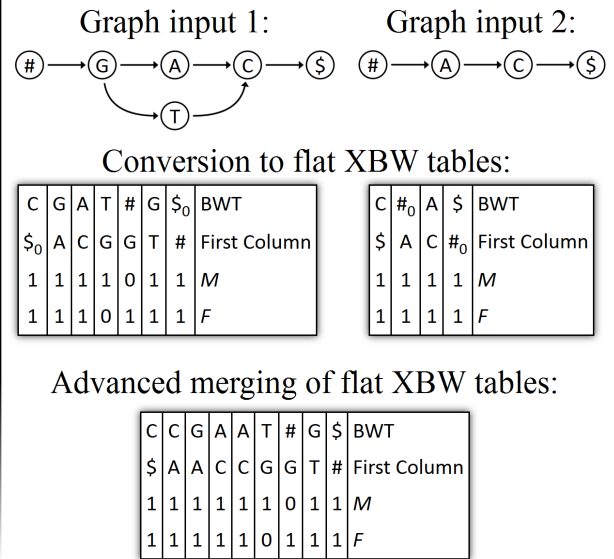 Graph input 1: Graph input 2:
# G A C $ # A C $
T
Conversion to flat XBW tables:
C G A T # G $0 BWT
$0 A C G G T # First Column
1 1 1 1 0 1 1 M
1 1 1 0 1 1 1 F
C #0 A $ BWT
$ A C #0 First Column
1 1 1 1 M
1 1 1 1 F
Advanced merging of flat XBW tables:
C C G A A T # G $ BWT
$ A A C C G G T # First Column
1 1 1 1 1 1 0 1 1 M
1 1 1 1 1 0 1 1 1 F